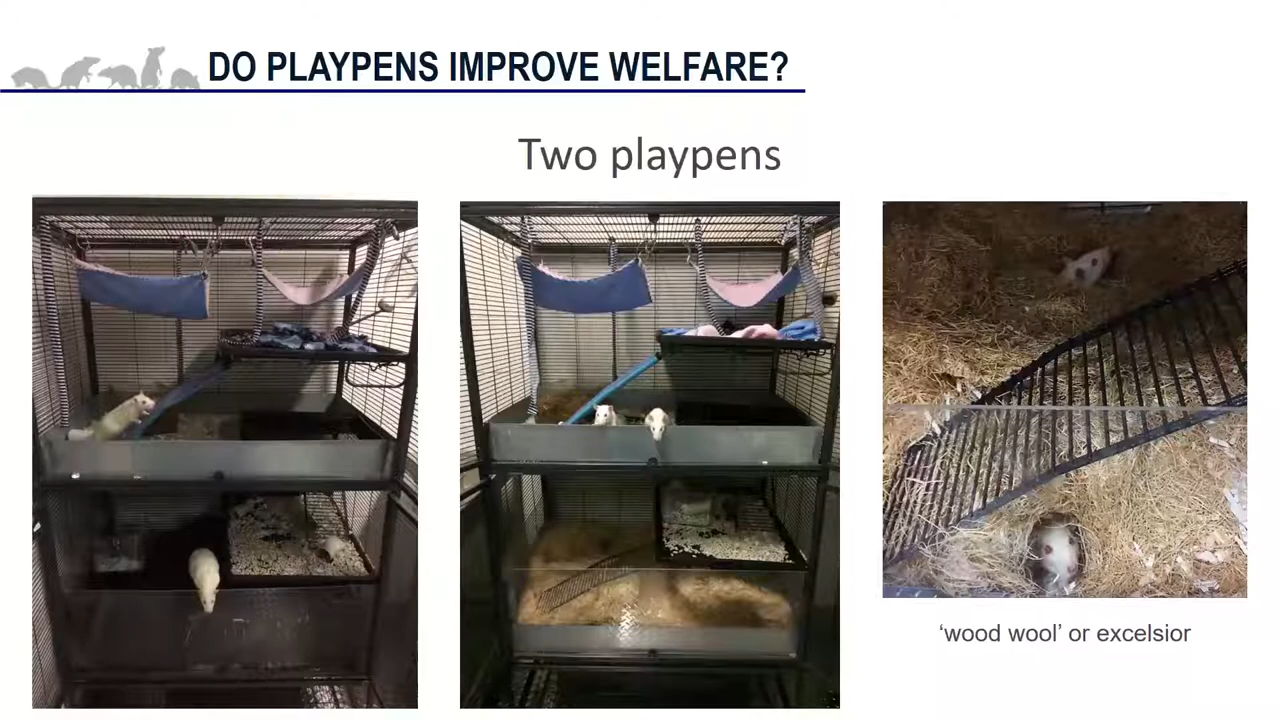 DO PLAYPENS IMPROVE WELFARE?
Two playpens
‘wood wool’ or excelsior